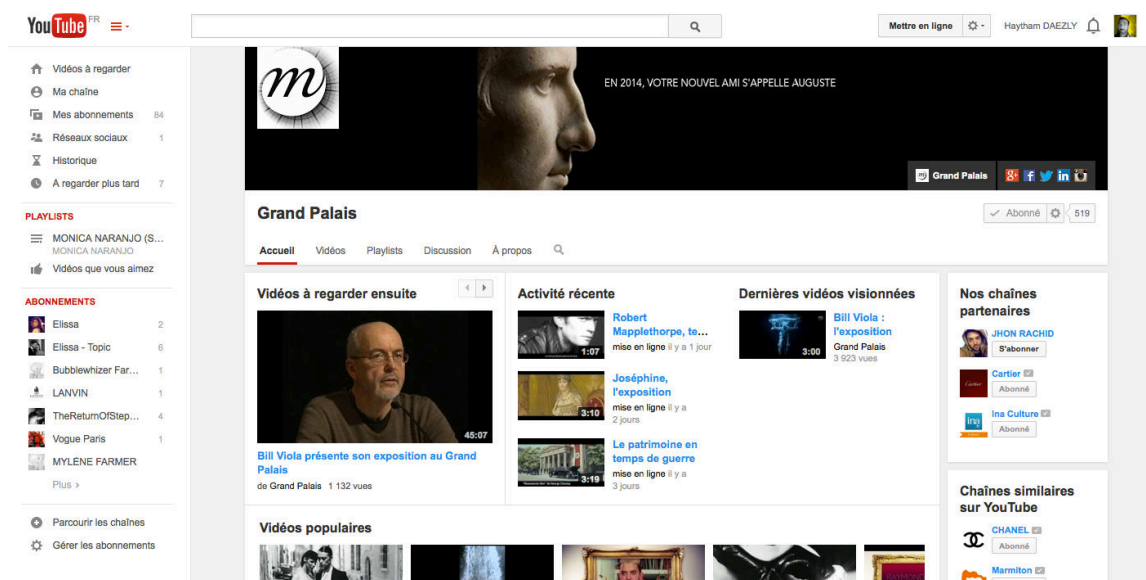 YouTube FR
Mettre en ligne
Haytham DAEZLY
Vidéos à regarder
Ma chaîne
Mes abonnements 84
Réseaux sociaux 1
Historique
À regarder plus tard 7
PLAYLISTS
MONICA NARANJO (S...
MONICA NARANJO
Vidéos que vous aimez
ABONNEMENTS
Elissa 2
Elissa - Topic 6
Bubblewhizer Far... 1
LANVIN 1
TheReturnOfStep... 4
Vogue Paris 1
MYLÈNE FARMER
Plus ›
Parcourir les chaînes
Gérer les abonnements
m
EN 2014, VOTRE NOUVEL AMI S'APPELLE AUGUSTE
Grand Palais
Grand Palais
Abonné 519
Accueil Vidéos Playlists Discussion À propos
Vidéos à regarder ensuite
45:07
Bill Viola présente son exposition au Grand
Palais
de Grand Palais 1 132 vues
Activité récente
1:07
Robert
Mapplethorpe, te...
mise en ligne il y a 1 jour
3:10
Joséphine,
l'exposition
mise en ligne il y a
2 jours
3:19
Le patrimoine en
temps de guerre
mise en ligne il y a
3 jours
Dernières vidéos visionnées
3:00
Bill Viola :
l'exposition
Grand Palais
3 923 vues
Vidéos populaires
Nos chaînes
partenaires
JHON RACHID
S'abonner
Cartier
Abonné
Ina Culture
Abonné
Chaînes similaires
sur YouTube
CHANEL
Abonné
Marmiton